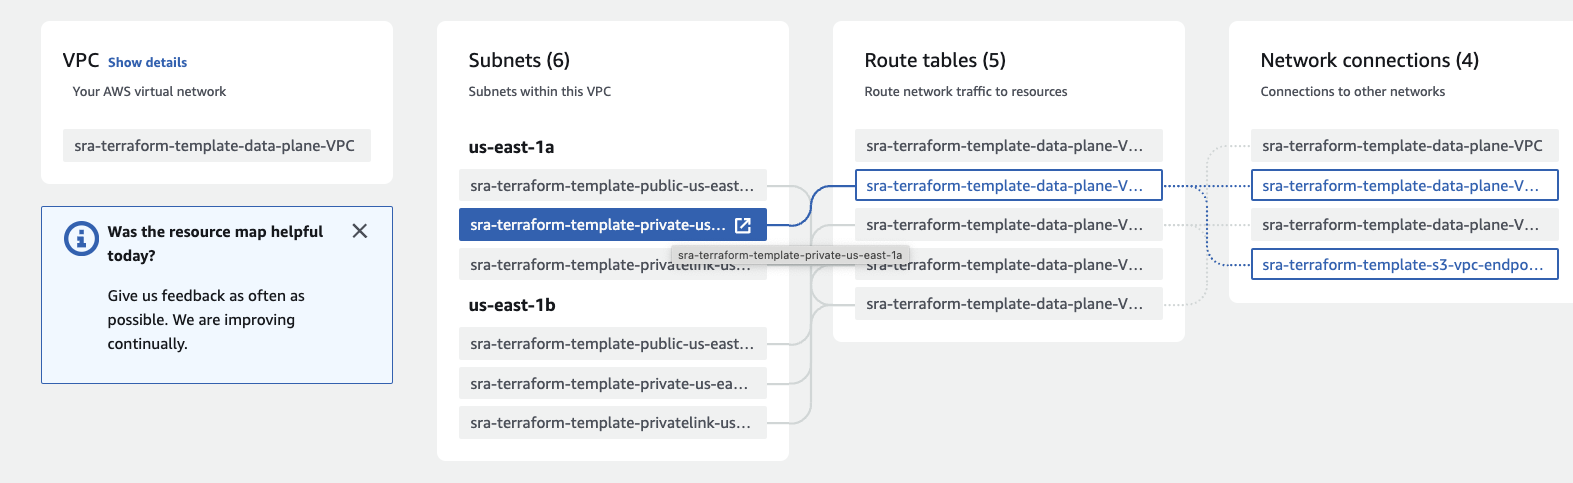 VPC Show details
Your AWS virtual network
sra-terraform-template-data-plane-VPC
Was the resource map helpful
today?
Give us feedback as often as
possible. We are improving
continually.
Subnets (6)
Subnets within this VPC
us-east-1a
sra-terraform-template-public-us-east...
sra-terraform-template-private-us...
sra-terraform-template-private-us-east-1a
sra-terraform-template-privatelink-us...
us-east-1b
sra-terraform-template-public-us-east...
sra-terraform-template-private-us-ea...
sra-terraform-template-privatelink-us...
Route tables (5)
Route network traffic to resources
sra-terraform-template-data-plane-V...
sra-terraform-template-data-plane-V...
sra-terraform-template-data-plane-V...
sra-terraform-template-data-plane-V...
sra-terraform-template-data-plane-V...
Network connections (4)
Connections to other networks
sra-terraform-template-data-plane-VPC
sra-terraform-template-data-plane-V...
sra-terraform-template-data-plane-V...
sra-terraform-template-s3-vpc-endpo...